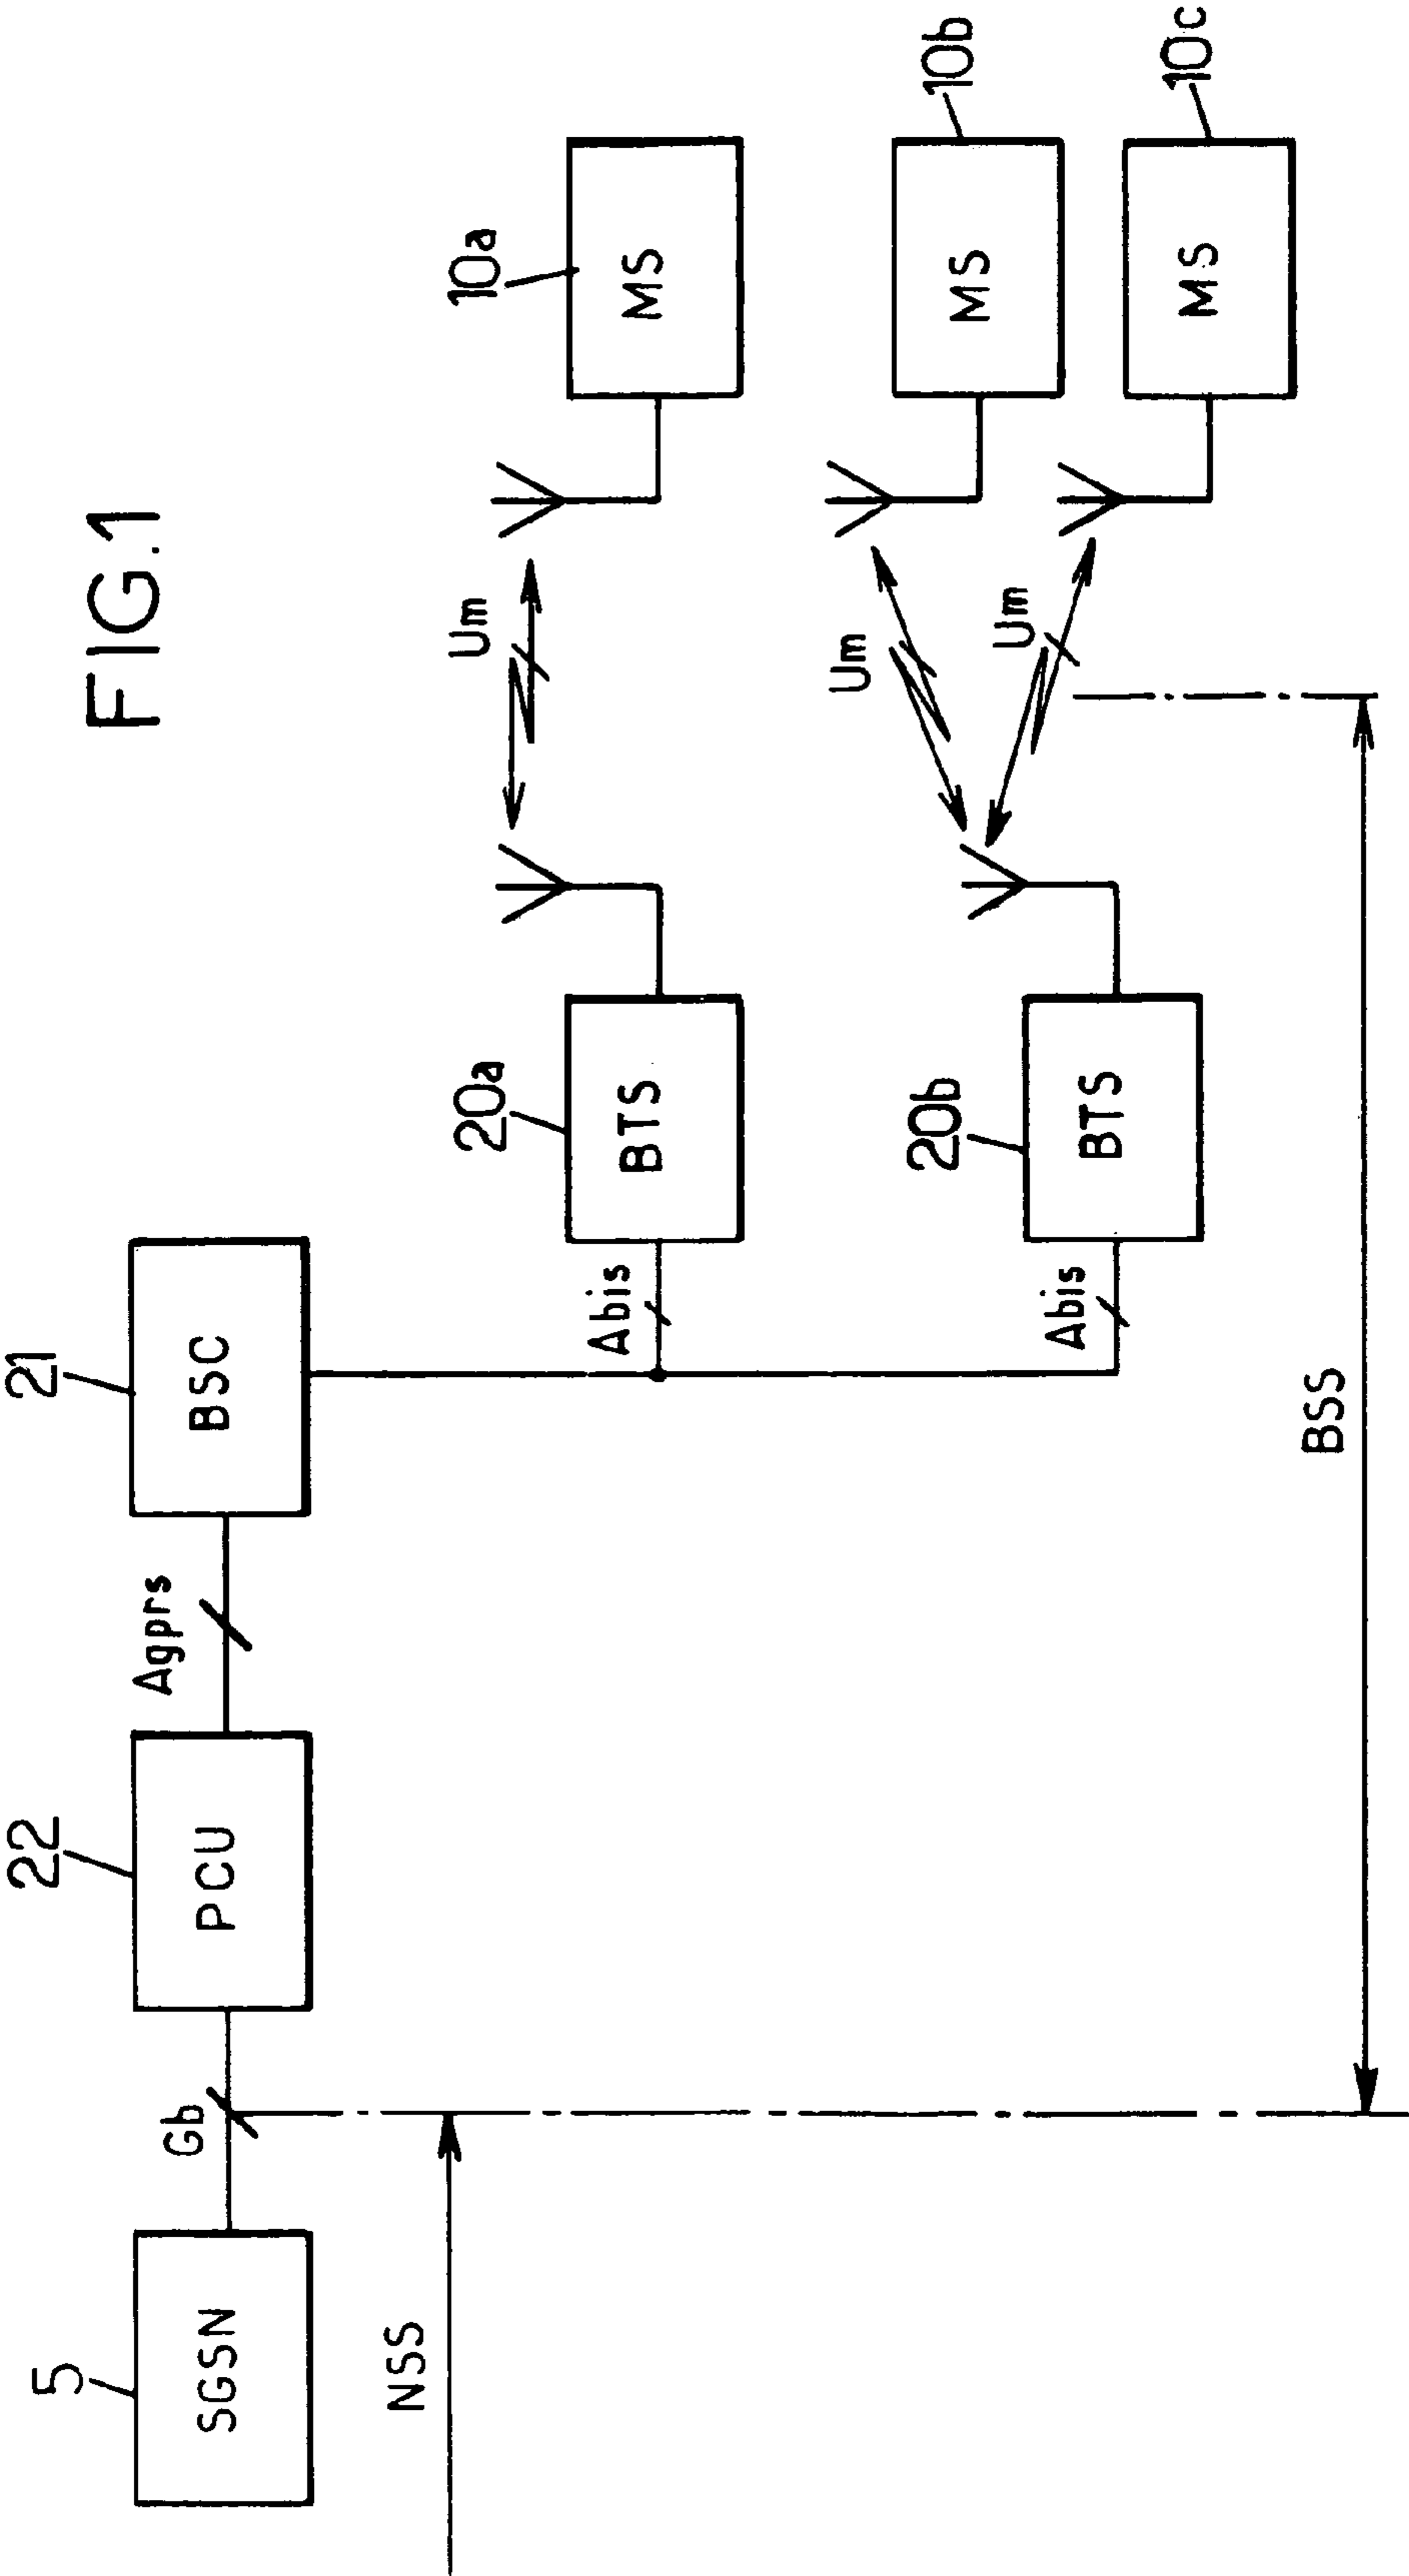 FIG.1
5
SGSN
Gb
22
PCU
Agprs
21
BSC
NSS
Abis
20a
BTS
Um
10a
MS
Abis
20b
BTS
Um
Um
10b
MS
10c
MS
BSS